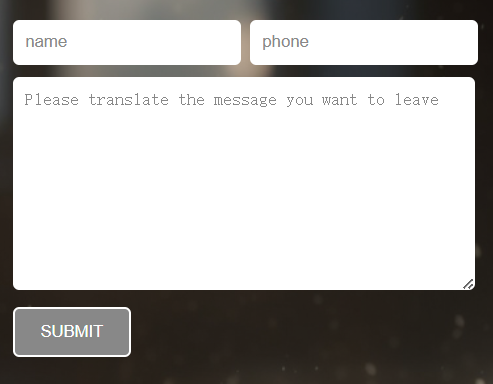 name
phone
Please translate the message you want to leave
SUBMIT